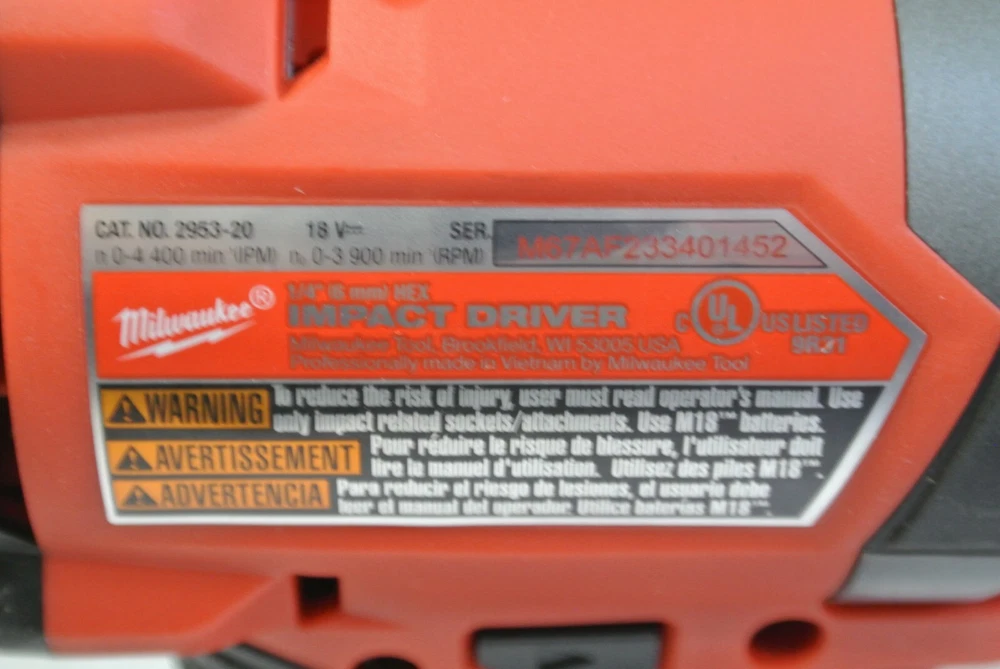 CAT. NO. 2953-20 18 V⎓ SER. M67AF233401452
n 0-4 400 min⁻¹(IPM) n₀ 0-3 900 min⁻¹(RPM)
Milwaukee®
1/4" (6 mm) HEX
IMPACT DRIVER
Milwaukee Tool, Brookfield, WI 53005 USA
Professionally made in Vietnam by Milwaukee Tool
C UL US LISTED
9R31
WARNING To reduce the risk of injury, user must read operator's manual. Use
only impact related sockets/attachments. Use M18™ batteries.
AVERTISSEMENT Pour réduire le risque de blessure, l'utilisateur doit
lire le manuel d'utilisation. Utilisez des piles M18™.
ADVERTENCIA Para reducir el riesgo de lesiones, el usuario debe
leer el manual del operador. Utilice baterías M18™.